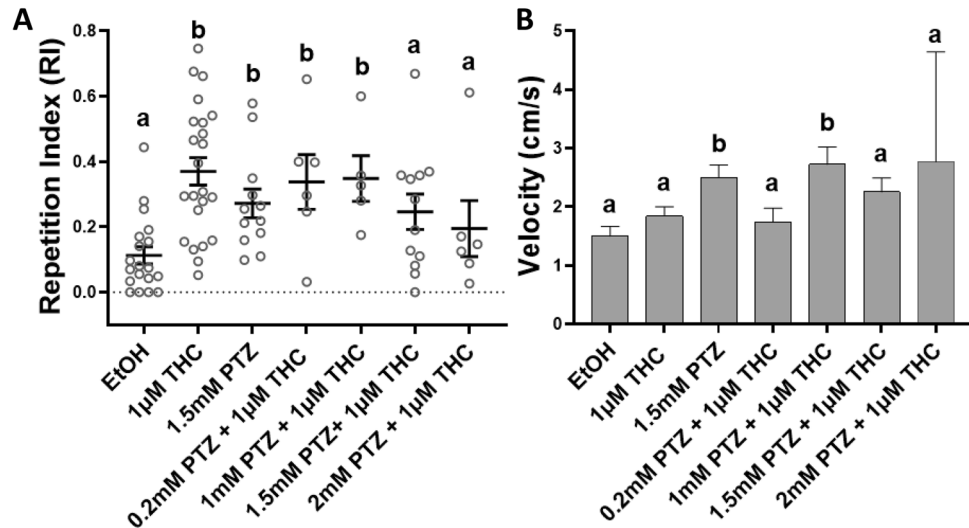 A
Repetition Index (RI)
0.8
0.6
0.4
0.2
0.0
a
b
b
b
b
a
a
EtOH
1µM THC
1.5mM PTZ
0.2mM PTZ + 1µM THC
1mM PTZ + 1µM THC
1.5mM PTZ+ 1µM THC
2mM PTZ + 1µM THC
B
Velocity (cm/s)
5
4
3
2
1
0
a
a
b
a
b
a
a
EtOH
1µM THC
1.5mM PTZ
0.2mM PTZ + 1µM THC
1mM PTZ + 1µM THC
1.5mM PTZ + 1µM THC
2mM PTZ + 1µM THC